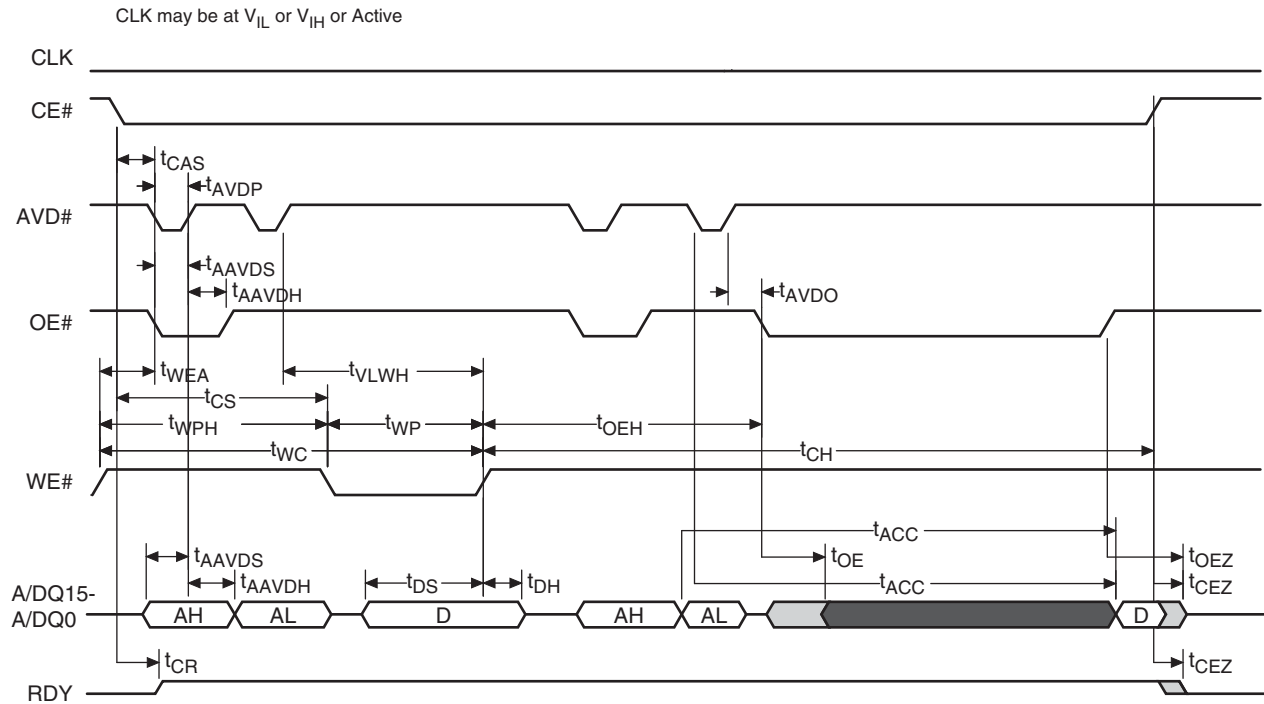 CLK may be at VIL or VIH or Active
CLK
CE#
tCAS
tAVDP
AVD#
tAAVDS
tAAVDH
tAVDO
OE#
tWEA
tVLWH
tCS
tWPH
tWP
tOEH
tWC
tCH
WE#
tACC
tAAVDS
tOE
tOEZ
tAAVDH
tDS
tDH
tACC
tCEZ
A/DQ15-
A/DQ0
AH
AL
D
AH
AL
D
tCR
tCEZ
RDY